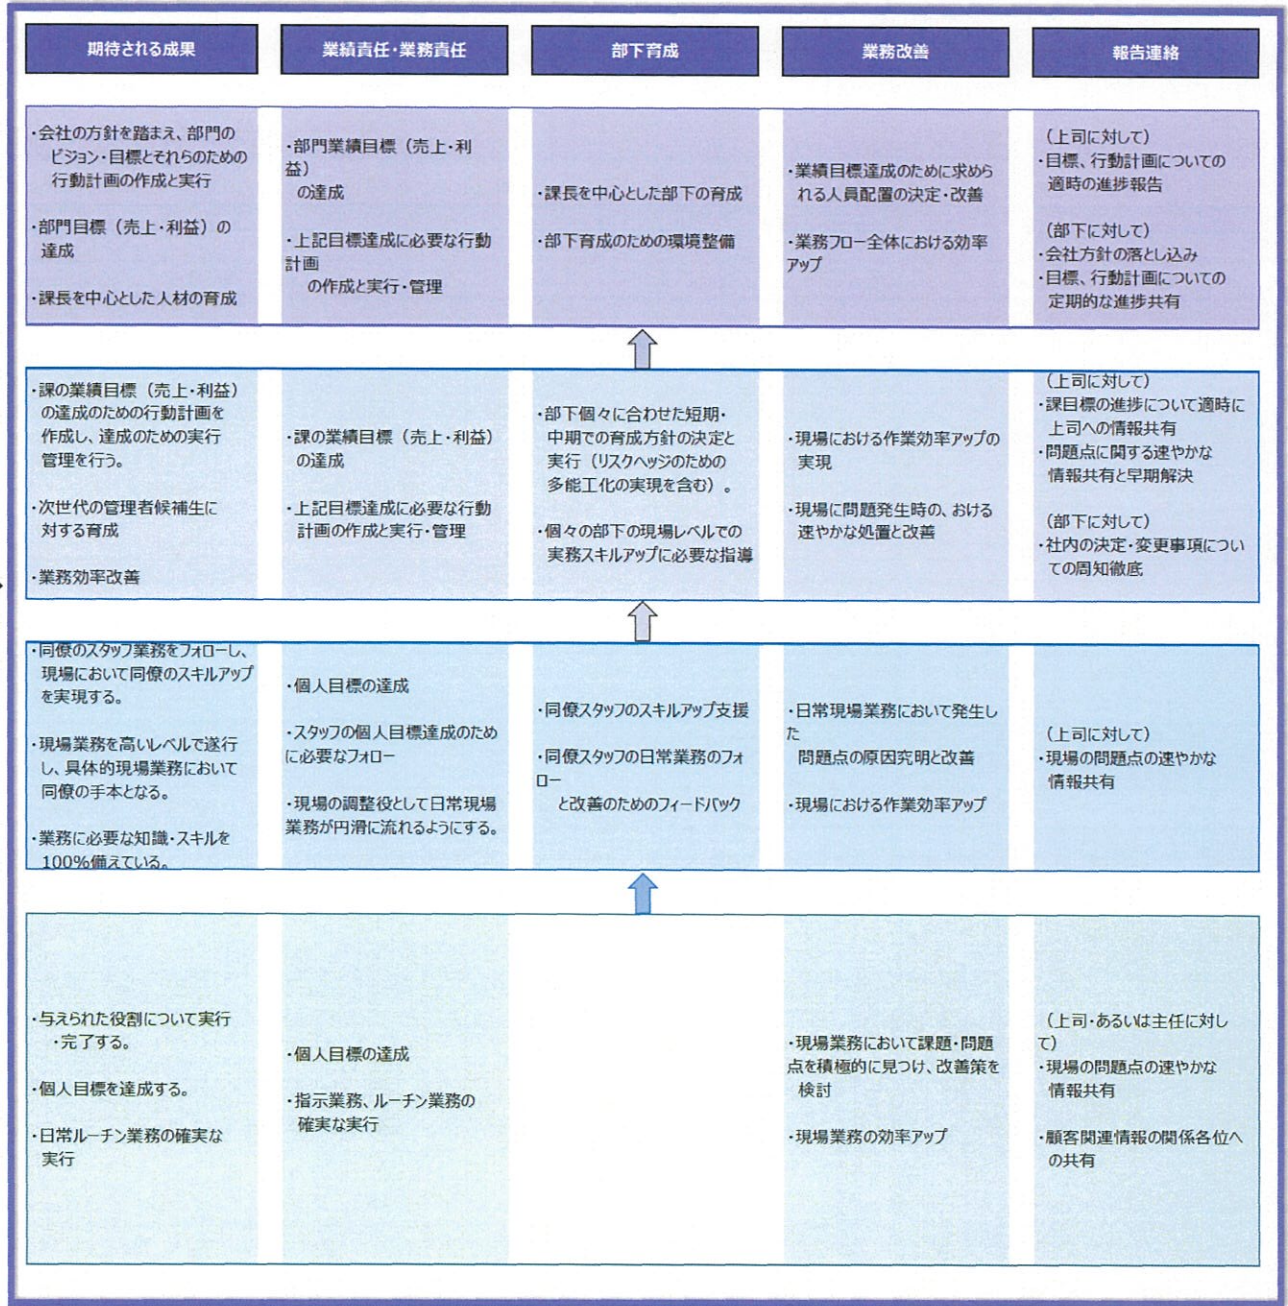 期待される成果
業績責任・業務責任
部下育成
業務改善
報告連絡
・会社の方針を踏まえ、部門の
ビジョン・目標とそれらのための
行動計画の作成と実行
・部門目標（売上・利益）の
達成
・課長を中心とした人材の育成
・部門業績目標（売上・利
益）
の達成
・上記目標達成に必要な行動
計画
の作成と実行・管理
・課長を中心とした部下の育成
・部下育成のための環境整備
・業績目標達成のために求めら
れる人員配置の決定・改善
・業務フロー全体における効率
アップ
（上司に対して）
・目標、行動計画についての
適時の進捗報告
（部下に対して）
・会社方針の落とし込み
・目標、行動計画についての
定期的な進捗共有
・課の業績目標（売上・利益）
の達成のための行動計画を
作成し、達成のための実行
管理を行う。
・次世代の管理者候補生に
対する育成
・業務効率改善
・課の業績目標（売上・利益）
の達成
・上記目標達成に必要な行動
計画の作成と実行・管理
・部下個々に合わせた短期・
中期での育成方針の決定と
実行（リスクヘッジのための
多能工化の実現を含む）。
・個々の部下の現場レベルでの
実務スキルアップに必要な指導
・現場における作業効率アップの
実現
・現場に問題発生時の、おける
速やかな処置と改善
（上司に対して）
・課目標の進捗について適時に
上司への情報共有
・問題点に関する速やかな
情報共有と早期解決
（部下に対して）
・社内の決定・変更事項につい
ての周知徹底
・同僚のスタッフ業務をフォローし、
現場において同僚のスキルアップ
を実現する。
・現場業務を高いレベルで遂行
し、具体的現場業務において
同僚の手本となる。
・業務に必要な知識・スキルを
100%備えている。
・個人目標の達成
・スタッフの個人目標達成のため
に必要なフォロー
・現場の調整役として日常現場
業務が円滑に流れるようにする。
・同僚スタッフのスキルアップ支援
・同僚スタッフの日常業務のフォ
ロー
と改善のためのフィードバック
・日常現場業務において発生し
た
問題点の原因究明と改善
・現場における作業効率アップ
（上司に対して）
・現場の問題点の速やかな
情報共有
・与えられた役割について実行
・完了する。
・個人目標を達成する。
・日常ルーチン業務の確実な
実行
・個人目標の達成
・指示業務、ルーチン業務の
確実な実行
・現場業務において課題・問題
点を積極的に見つけ、改善策を
検討
・現場業務の効率アップ
（上司・あるいは主任に対し
て）
・現場の問題点の速やかな
情報共有
・顧客関連情報の関係各位へ
の共有